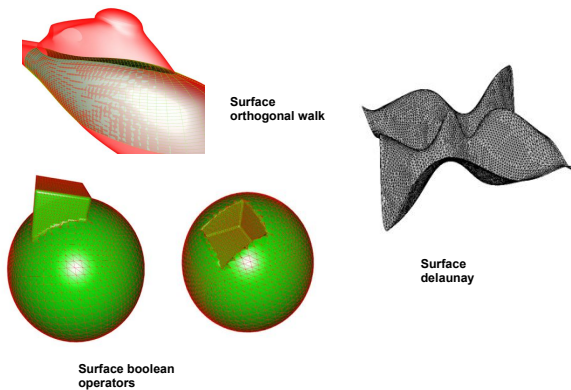 Surface
orthogonal walk
Surface
delaunay
Surface boolean
operators